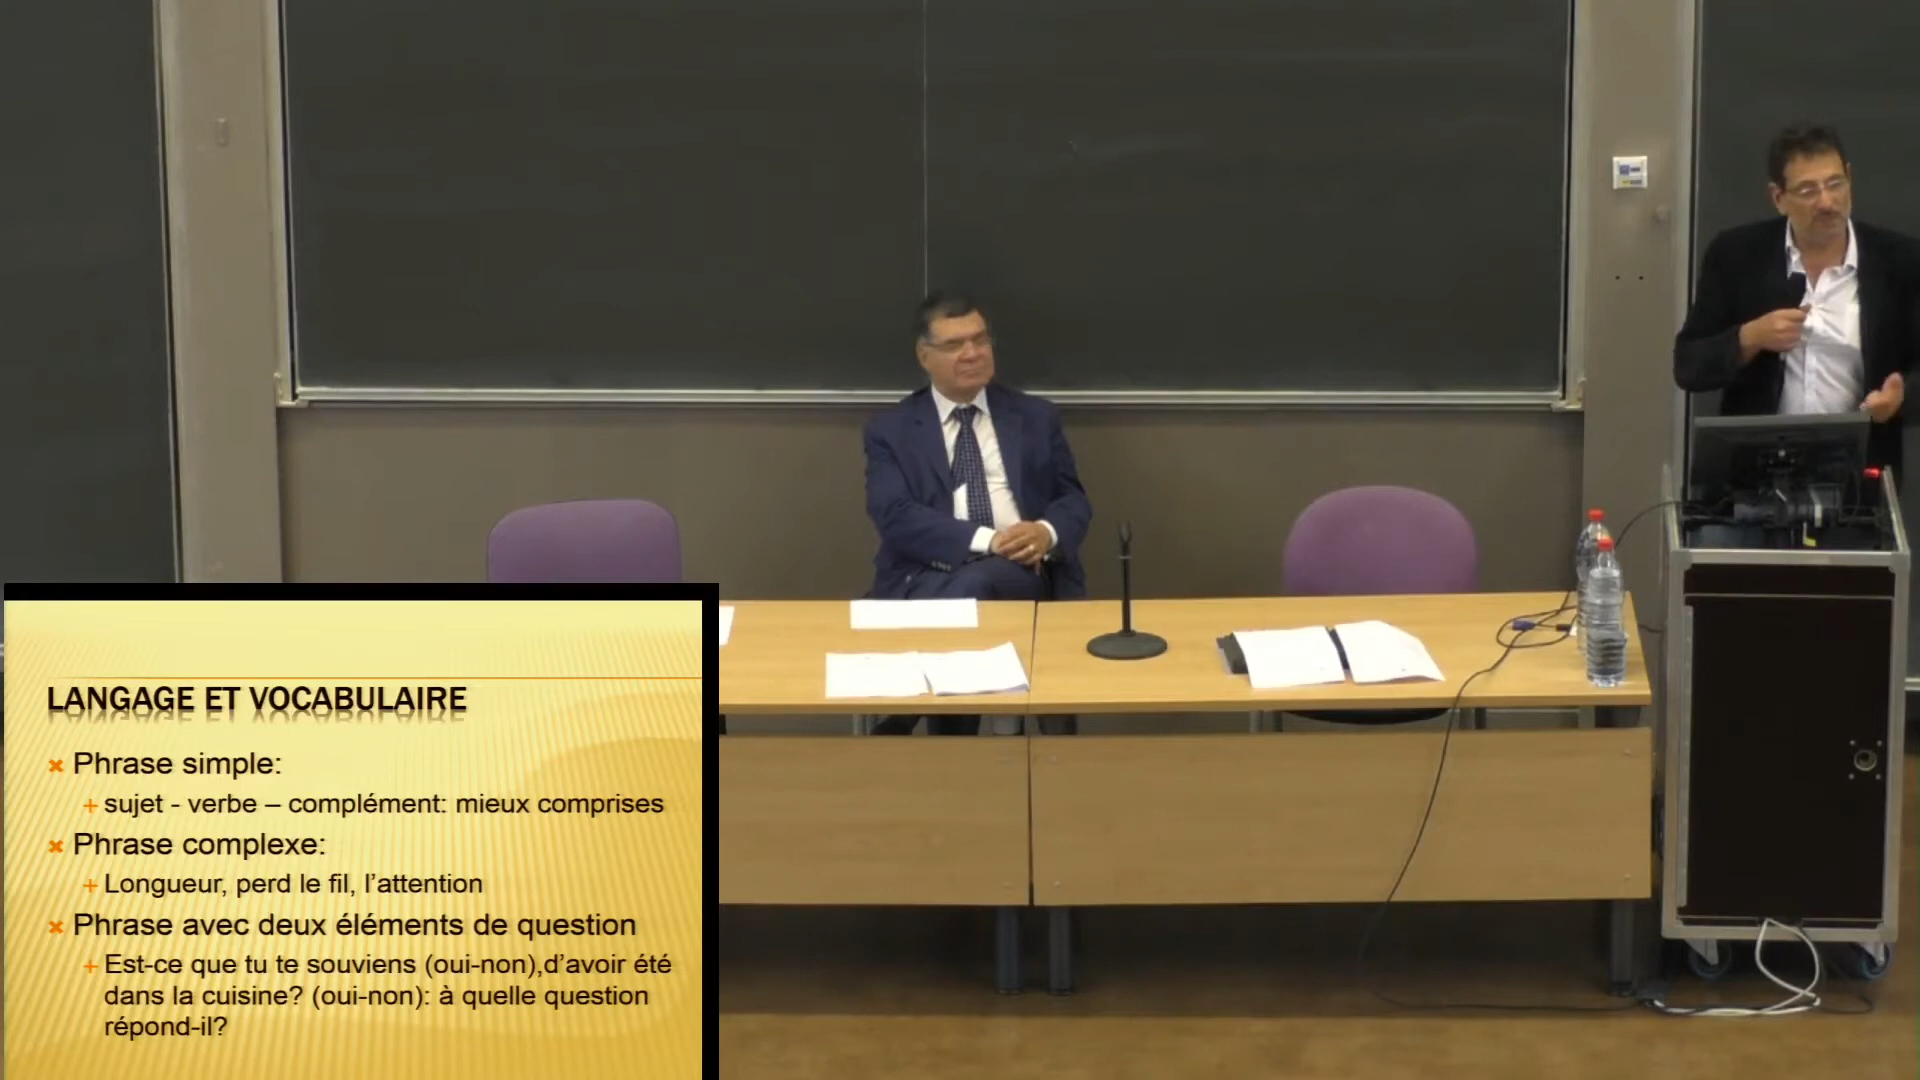 LANGAGE ET VOCABULAIRE
Phrase simple:
sujet - verbe – complément: mieux comprises
Phrase complexe:
Longueur, perd le fil, l’attention
Phrase avec deux éléments de question
Est-ce que tu te souviens (oui-non),d’avoir été
dans la cuisine? (oui-non): à quelle question
répond-il?